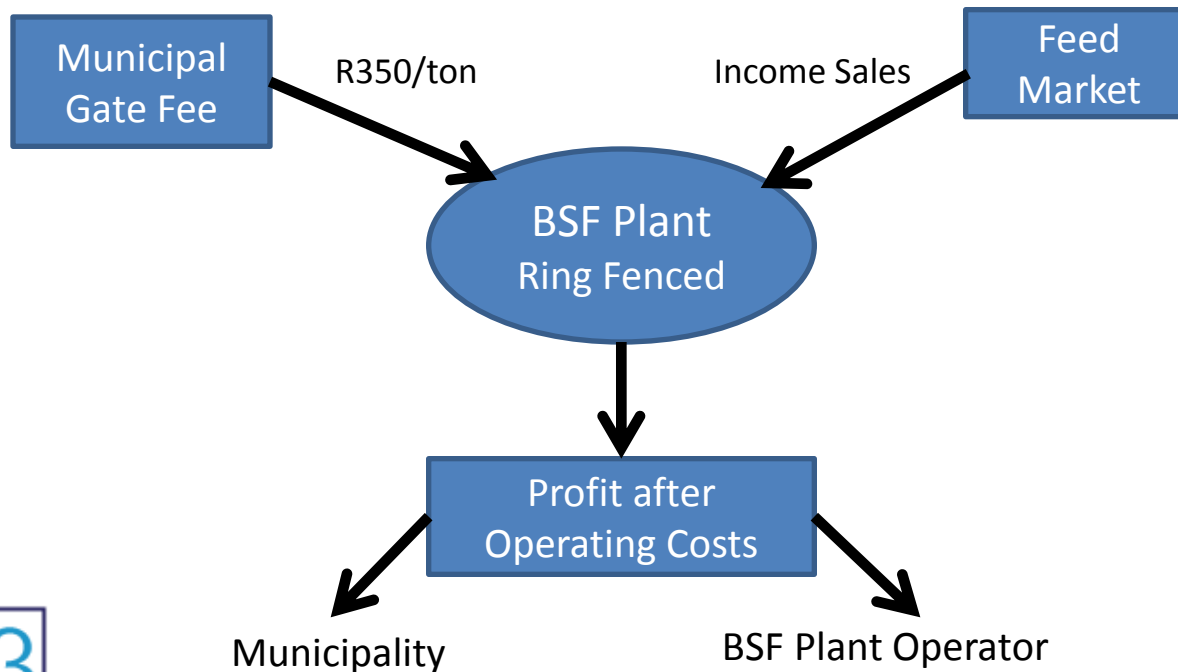 Municipal
Gate Fee
R350/ton
Income Sales
Feed
Market
BSF Plant
Ring Fenced
Profit after
Operating Costs
Municipality
BSF Plant Operator
3